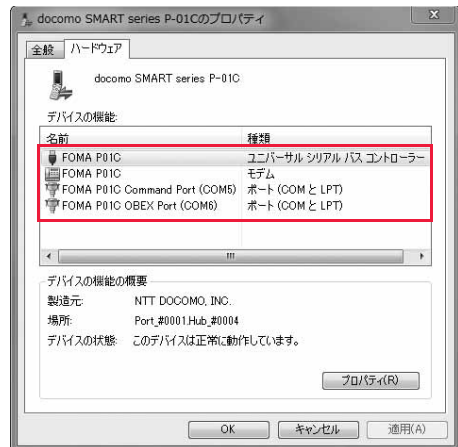 docomo SMART series P-01Cのプロパティ
全般 ハードウェア
docomo SMART series P-01C
デバイスの機能:
名前 種類
FOMA P01C ユニバーサル シリアル バス コントローラー
FOMA P01C モデム
FOMA P01C Command Port (COM5) ポート (COM と LPT)
FOMA P01C OBEX Port (COM6) ポート (COM と LPT)
デバイスの機能の概要
製造元: NTT DOCOMO, INC.
場所: Port_#0001.Hub_#0004
デバイスの状態: このデバイスは正常に動作しています。
プロパティ(R)
OK キャンセル 適用(A)